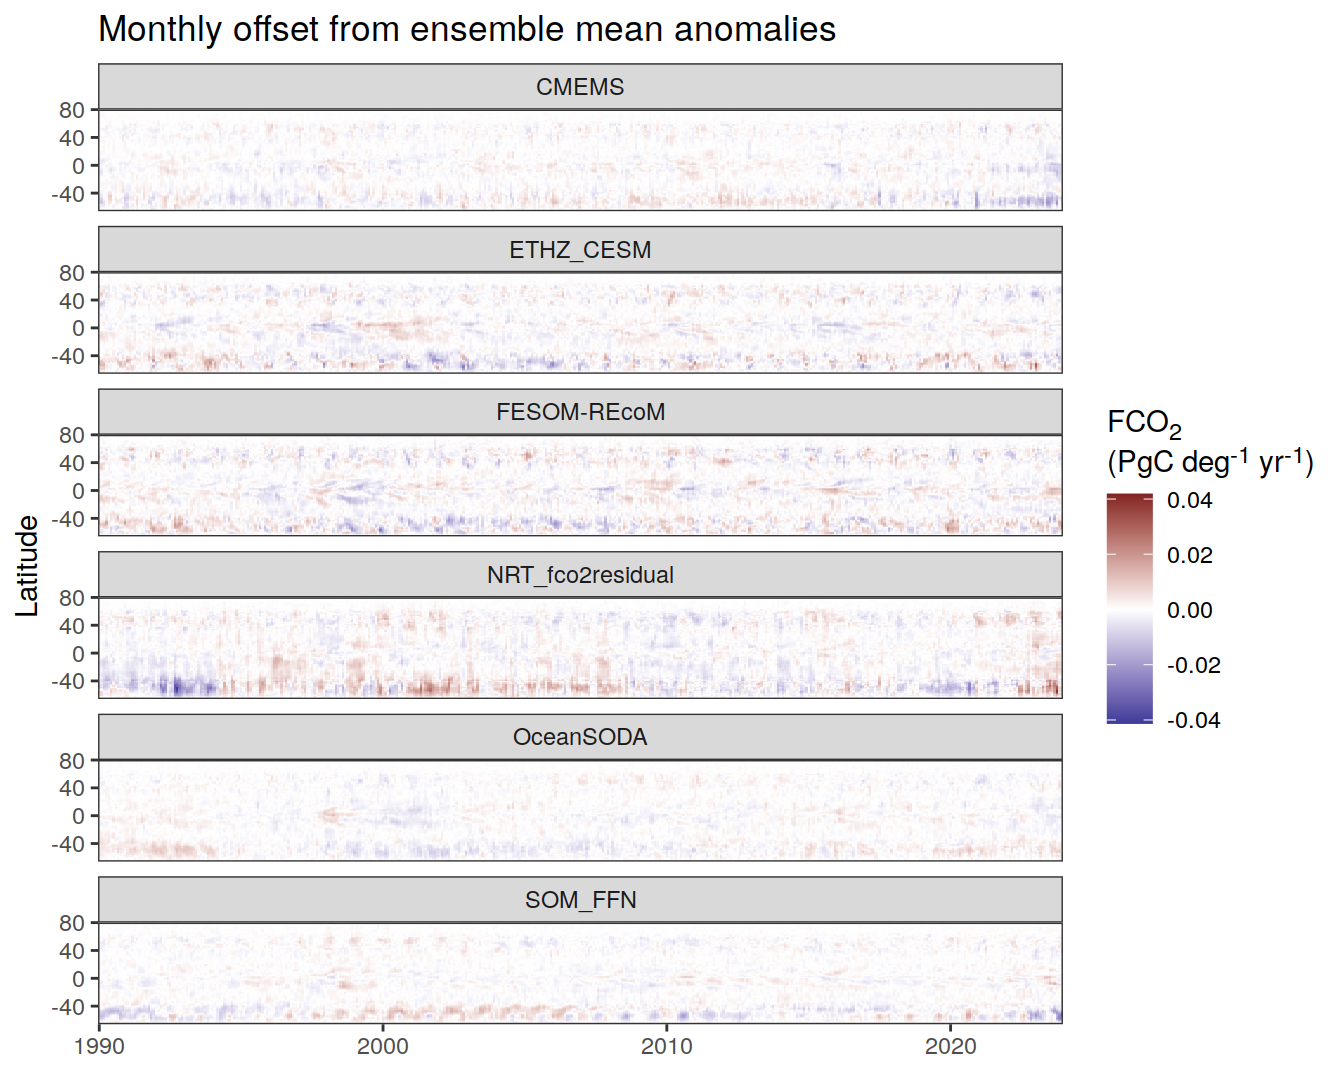 Monthly offset from ensemble mean anomalies
CMEMS
80
40
0
-40
ETHZ_CESM
80
40
0
-40
FESOM-REcoM
80
40
0
-40
NRT_fco2residual
80
40
0
-40
OceanSODA
80
40
0
-40
SOM_FFN
80
40
0
-40
1990 2000 2010 2020
Latitude
FCO₂
(PgC deg⁻¹ yr⁻¹)
0.04
0.02
0.00
-0.02
-0.04